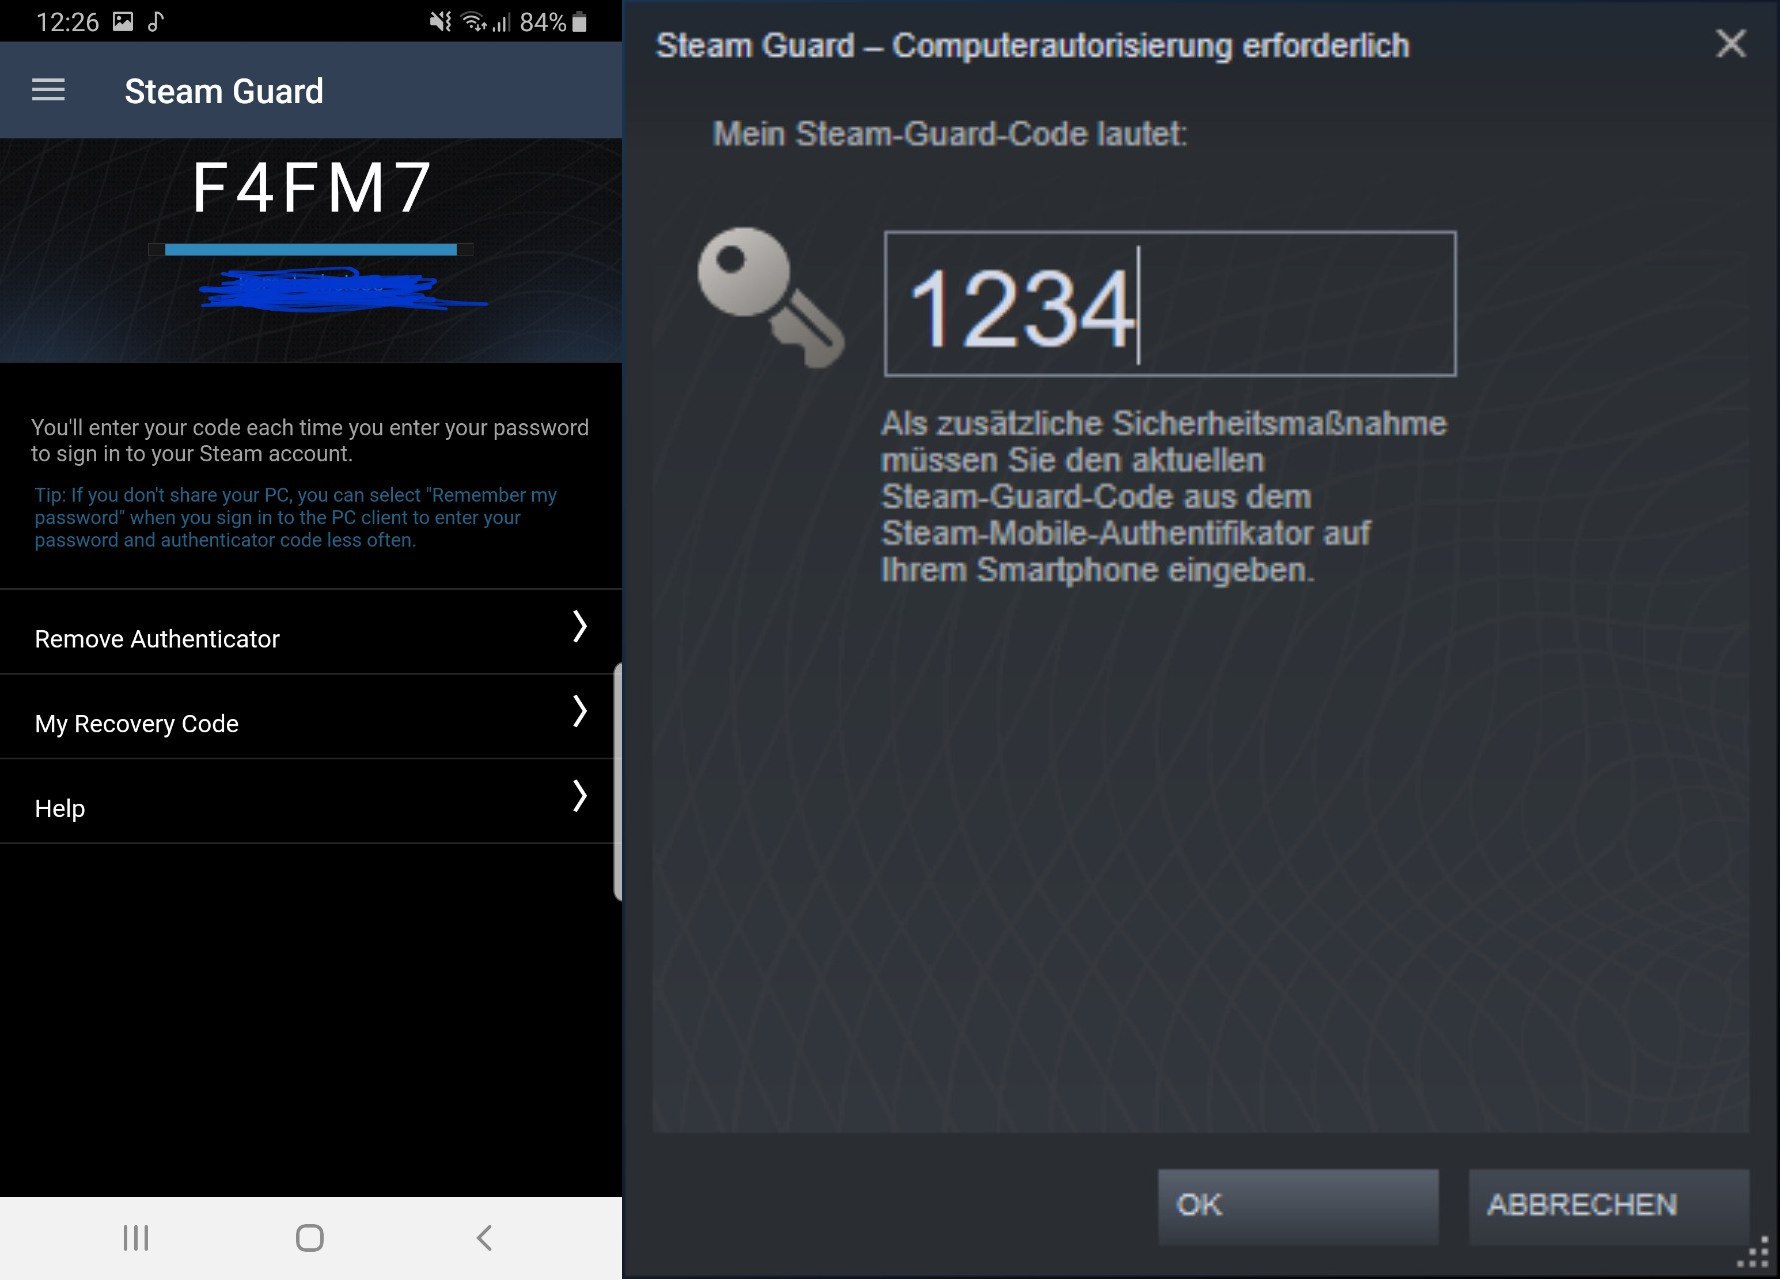 12:26
84%
Steam Guard
F4FM7
You'll enter your code each time you enter your password
to sign in to your Steam account.
Tip: If you don't share your PC, you can select "Remember my
password" when you sign in to the PC client to enter your
password and authenticator code less often.
Remove Authenticator
My Recovery Code
Help
Steam Guard – Computerautorisierung erforderlich
Mein Steam-Guard-Code lautet:
1234
Als zusätzliche Sicherheitsmaßnahme
müssen Sie den aktuellen
Steam-Guard-Code aus dem
Steam-Mobile-Authentifikator auf
Ihrem Smartphone eingeben.
OK
ABBRECHEN